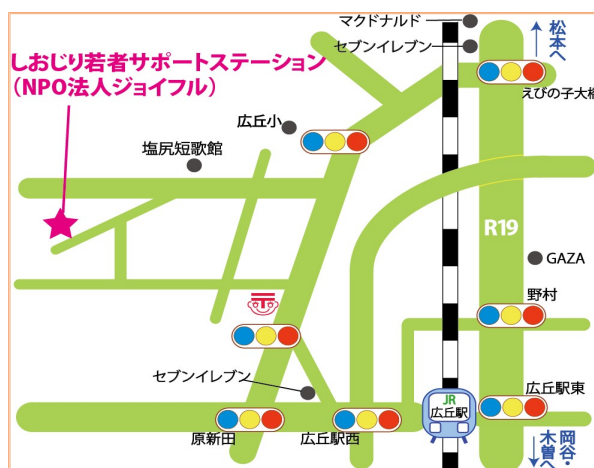 マクドナルド
セブンイレブン
松本へ
しおじり若者サポートステーション
（NPO法人ジョイフル）
えびの子大橋
広丘小
塩尻短歌館
R19
GAZA
野村
セブンイレブン
JR
広丘駅
広丘駅東
原新田
広丘駅西
岡谷・
木曽へ